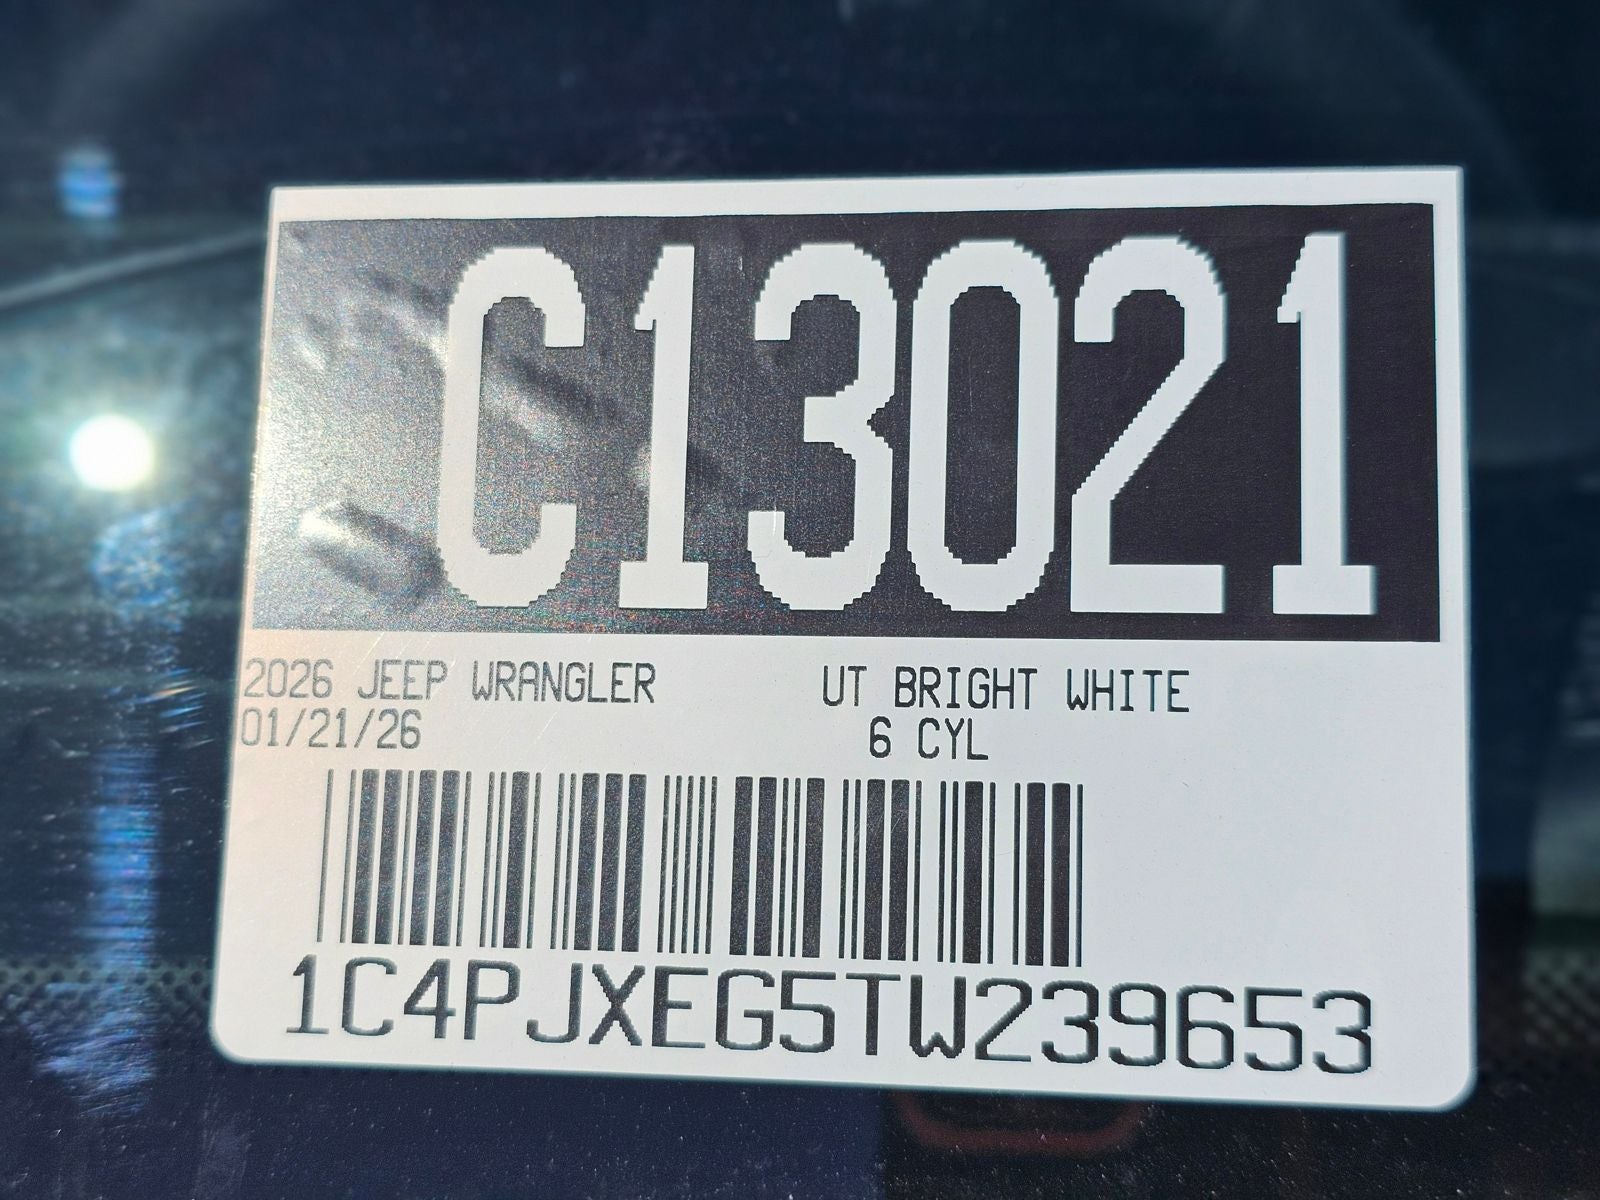 C13021
2026 JEEP WRANGLER UT BRIGHT WHITE
01/21/26 6 CYL
1C4PJXEG5TW239653